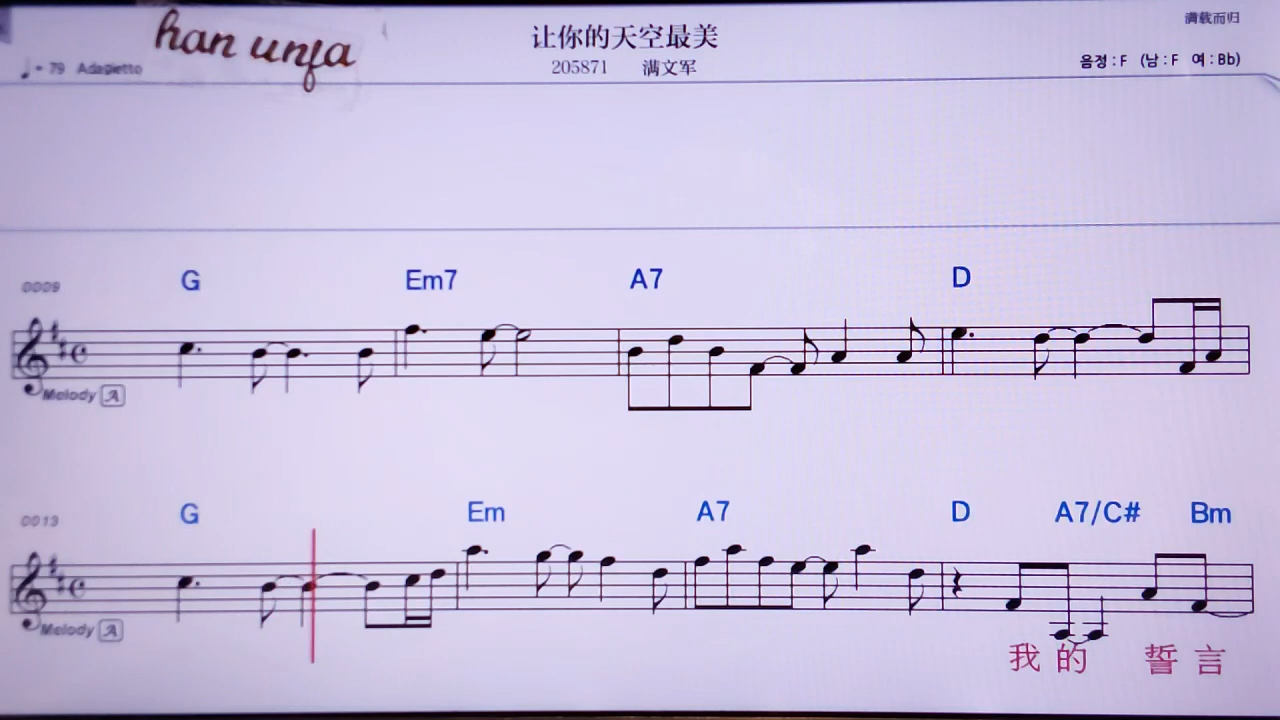 han unfa
让你的天空最美
满载而归
♩= 79 Adagietto
205871 满文军
음정 : F (남 : F 여 : Bb)
G Em7 A7 D
0009
Melody A
G Em A7 D A7/C# Bm
0013
Melody A
我的 誓言